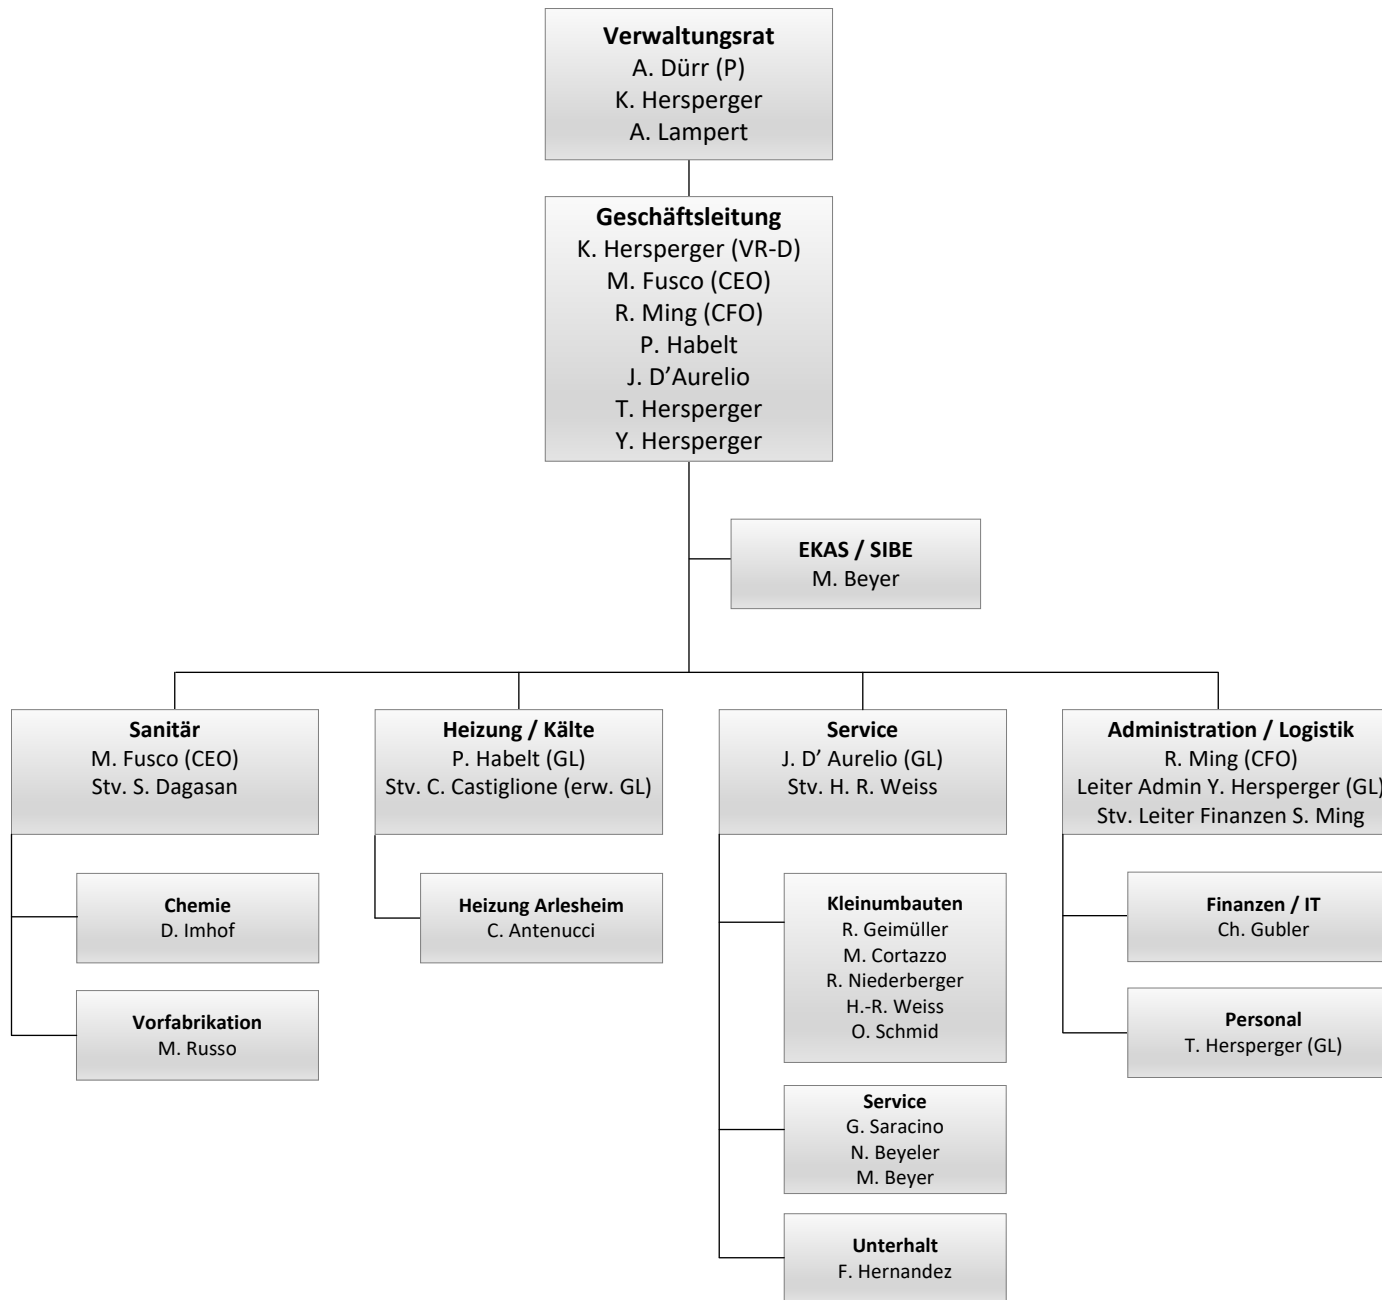 Verwaltungsrat
A. Dürr (P)
K. Hersperger
A. Lampert
Geschäftsleitung
K. Hersperger (VR-D)
M. Fusco (CEO)
R. Ming (CFO)
P. Habelt
J. D’Aurelio
T. Hersperger
Y. Hersperger
EKAS / SIBE
M. Beyer
Sanitär
M. Fusco (CEO)
Stv. S. Dagasan
Chemie
D. Imhof
Vorfabrikation
M. Russo
Heizung / Kälte
P. Habelt (GL)
Stv. C. Castiglione (erw. GL)
Heizung Arlesheim
C. Antenucci
Service
J. D’ Aurelio (GL)
Stv. H. R. Weiss
Kleinumbauten
R. Geimüller
M. Cortazzo
R. Niederberger
H.-R. Weiss
O. Schmid
Service
G. Saracino
N. Beyeler
M. Beyer
Unterhalt
F. Hernandez
Administration / Logistik
R. Ming (CFO)
Leiter Admin Y. Hersperger (GL)
Stv. Leiter Finanzen S. Ming
Finanzen / IT
Ch. Gubler
Personal
T. Hersperger (GL)